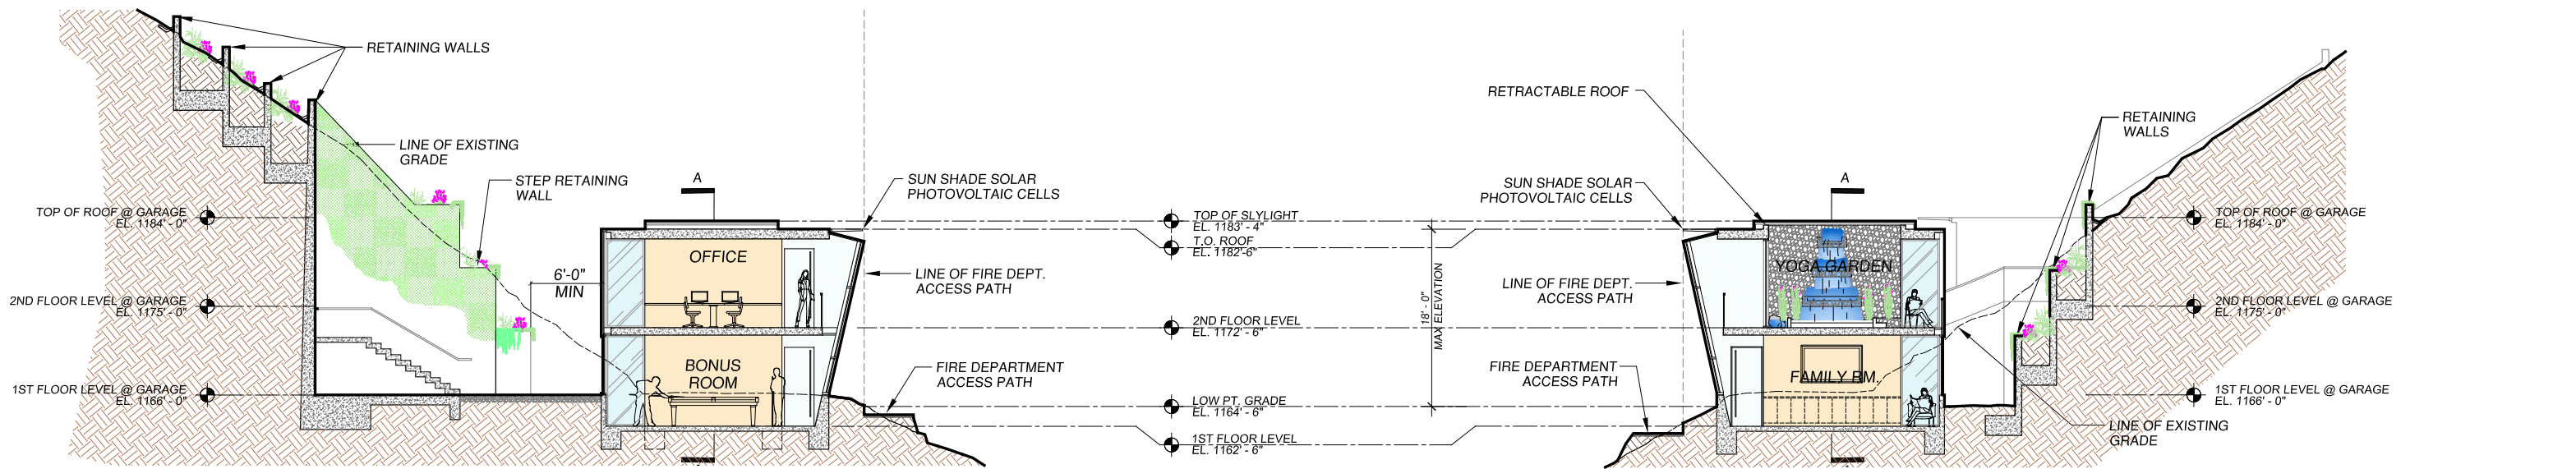 RETAINING WALLS
LINE OF EXISTING
GRADE
STEP RETAINING
WALL
TOP OF ROOF @ GARAGE
EL. 1184' - 0"
2ND FLOOR LEVEL @ GARAGE
EL. 1175' - 0"
1ST FLOOR LEVEL @ GARAGE
EL. 1166' - 0"
6'-0"
MIN
A
OFFICE
BONUS
ROOM
SUN SHADE SOLAR
PHOTOVOLTAIC CELLS
LINE OF FIRE DEPT.
ACCESS PATH
FIRE DEPARTMENT
ACCESS PATH
TOP OF SLYLIGHT
EL. 1183' - 4"
T.O. ROOF
EL. 1182'-6"
2ND FLOOR LEVEL
EL. 1172' - 6"
LOW PT. GRADE
EL. 1164' - 6"
1ST FLOOR LEVEL
EL. 1162' - 6"
18' - 0"
MAX ELEVATION
RETRACTABLE ROOF
SUN SHADE SOLAR
PHOTOVOLTAIC CELLS
LINE OF FIRE DEPT.
ACCESS PATH
FIRE DEPARTMENT
ACCESS PATH
A
YOGA GARDEN
FAMILY RM.
RETAINING
WALLS
TOP OF ROOF @ GARAGE
EL. 1184' - 0"
2ND FLOOR LEVEL @ GARAGE
EL. 1175' - 0"
1ST FLOOR LEVEL @ GARAGE
EL. 1166' - 0"
LINE OF EXISTING
GRADE